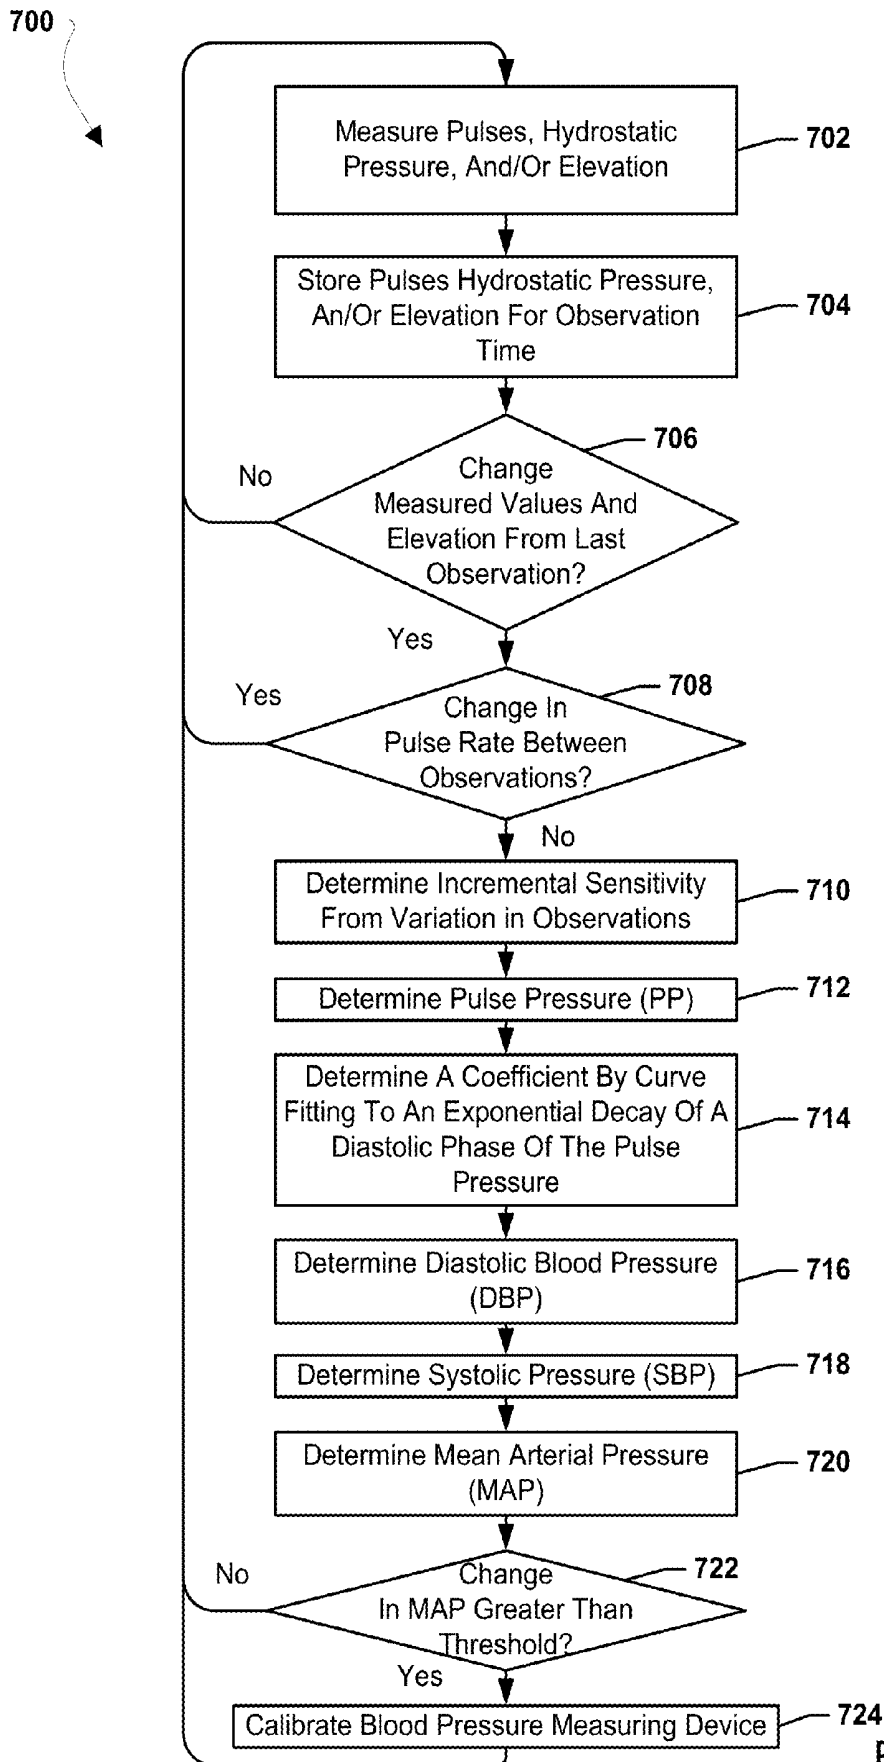 700
Measure Pulses, Hydrostatic
Pressure, And/Or Elevation
702
Store Pulses Hydrostatic Pressure,
An/Or Elevation For Observation
Time
704
706
Change
Measured Values And
Elevation From Last
Observation?
No
Yes
708
Change In
Pulse Rate Between
Observations?
Yes
No
Determine Incremental Sensitivity
From Variation in Observations
710
Determine Pulse Pressure (PP)
712
Determine A Coefficient By Curve
Fitting To An Exponential Decay Of A
Diastolic Phase Of The Pulse
Pressure
714
Determine Diastolic Blood Pressure
(DBP)
716
Determine Systolic Pressure (SBP)
718
Determine Mean Arterial Pressure
(MAP)
720
722
Change
In MAP Greater Than
Threshold?
No
Yes
Calibrate Blood Pressure Measuring Device
724